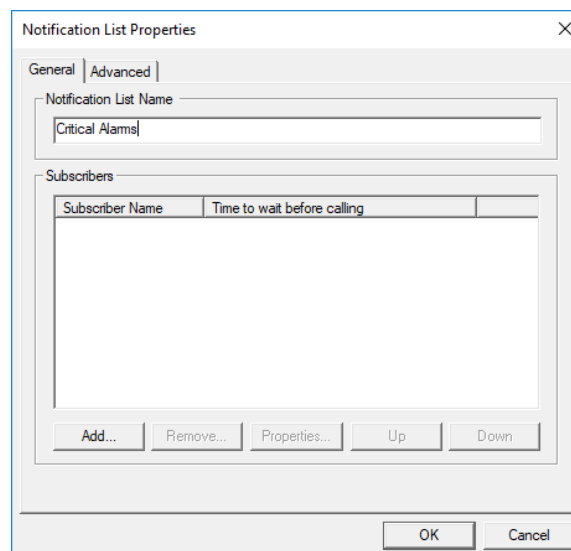 Notification List Properties
General Advanced
Notification List Name
Critical Alarms
Subscribers
Subscriber Name Time to wait before calling
Add... Remove... Properties... Up Down
OK Cancel